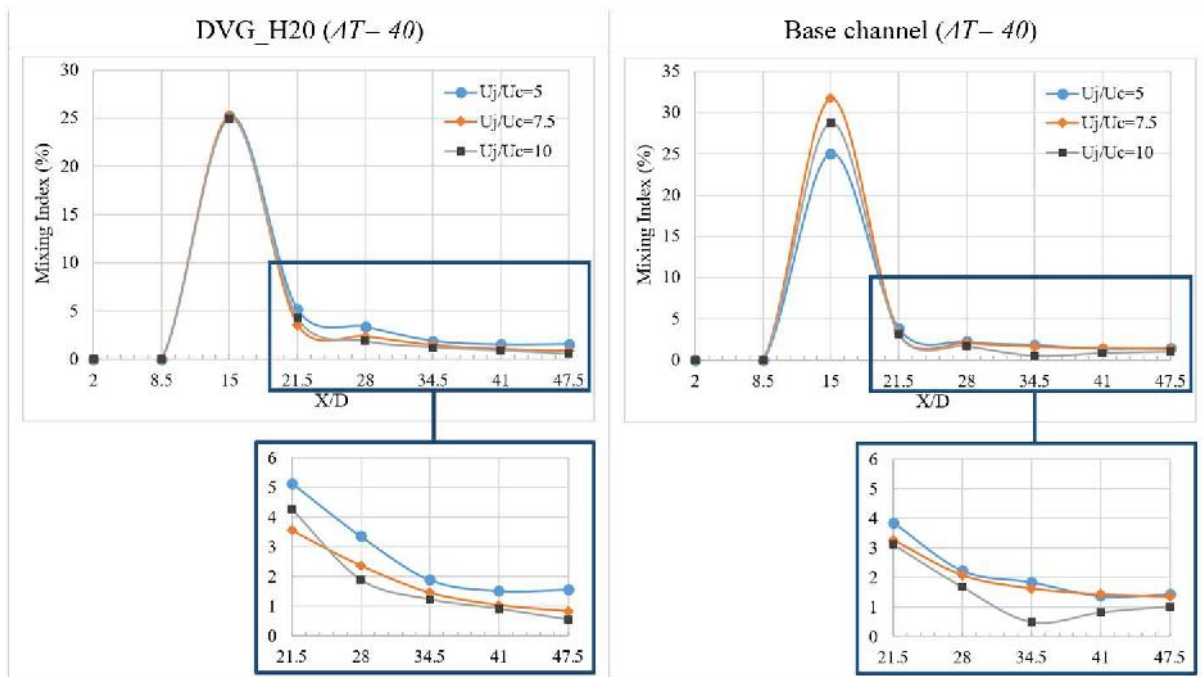 DVG_H20 (ΔT– 40)
Mixing Index (%)
30
25
20
15
10
5
0
Uj/Uc=5
Uj/Uc=7.5
Uj/Uc=10
2 8.5 15 21.5 28 34.5 41 47.5
X/D
6
5
4
3
2
1
0
21.5 28 34.5 41 47.5
Base channel (ΔT– 40)
Mixing Index (%)
35
30
25
20
15
10
5
0
Uj/Uc=5
Uj/Uc=7.5
Uj/Uc=10
2 8.5 15 21.5 28 34.5 41 47.5
X/D
6
5
4
3
2
1
0
21.5 28 34.5 41 47.5